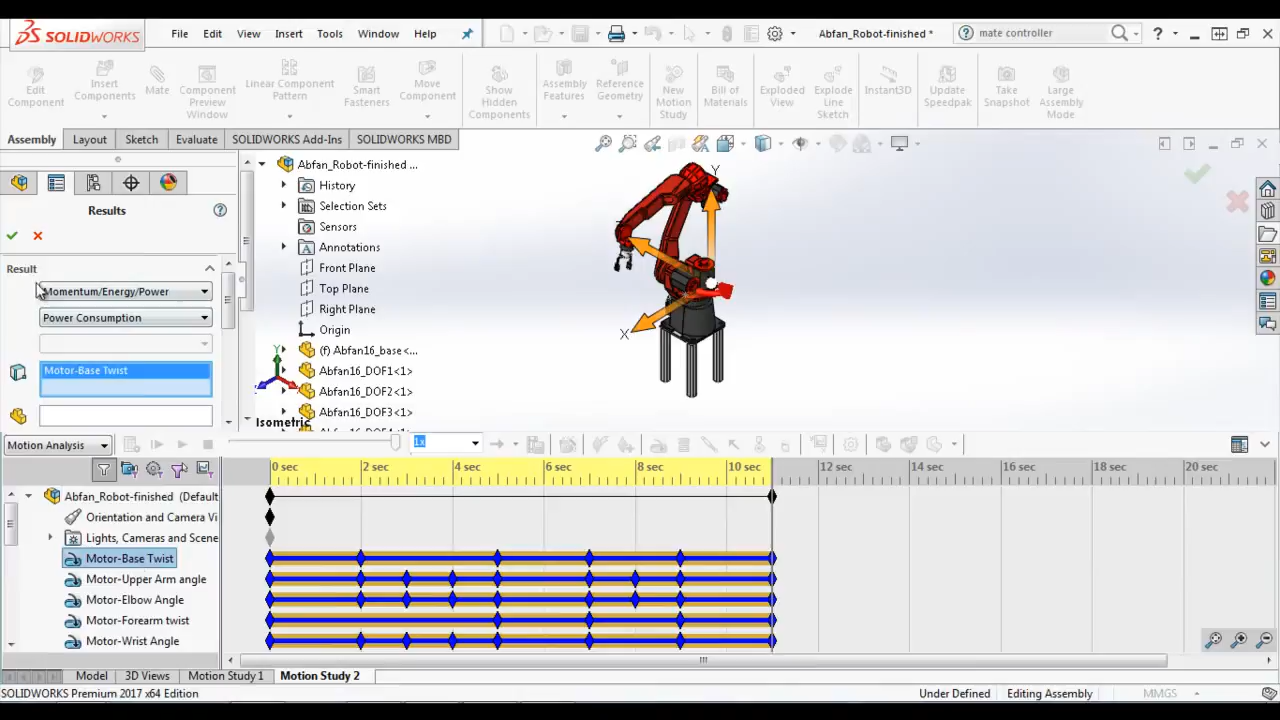 SOLIDWORKS File Edit View Insert Tools Window Help Abfan_Robot-finished * mate controller ?
Edit Component
Insert Components
Mate
Component Preview Window
Linear Component Pattern
Smart Fasteners
Move Component
Show Hidden Components
Assembly Features
Reference Geometry
New Motion Study
Bill of Materials
Exploded View
Explode Line Sketch
Instant3D
Update Speedpak
Take Snapshot
Large Assembly Mode
Assembly Layout Sketch Evaluate SOLIDWORKS Add-Ins SOLIDWORKS MBD
Results
Result
Momentum/Energy/Power
Power Consumption
Motor-Base Twist
Abfan_Robot-finished ...
History
Selection Sets
Sensors
Annotations
Front Plane
Top Plane
Right Plane
Origin
(f) Abfan16_base<...
Abfan16_DOF1<1>
Abfan16_DOF2<1>
Abfan16_DOF3<1>
Y
X
Y
*Isometric
Motion Analysis 1x
0 sec 2 sec 4 sec 6 sec 8 sec 10 sec 12 sec 14 sec 16 sec 18 sec 20 sec
Abfan_Robot-finished (Default
Orientation and Camera Vi
Lights, Cameras and Scene
Motor-Base Twist
Motor-Upper Arm angle
Motor-Elbow Angle
Motor-Forearm twist
Motor-Wrist Angle
Model 3D Views Motion Study 1 Motion Study 2
SOLIDWORKS Premium 2017 x64 Edition Under Defined Editing Assembly MMGS